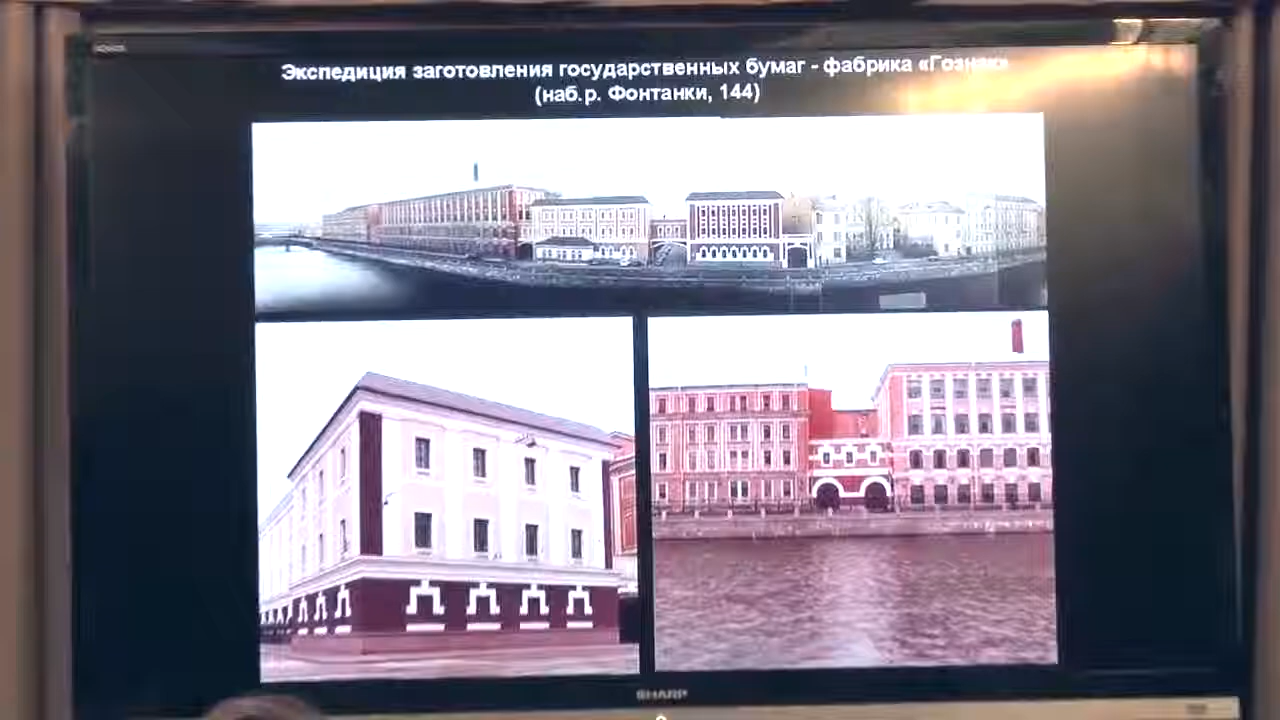 Экспедиция заготовления государственных бумаг - фабрика «Гознак»
(наб.р. Фонтанки, 144)
SHARP